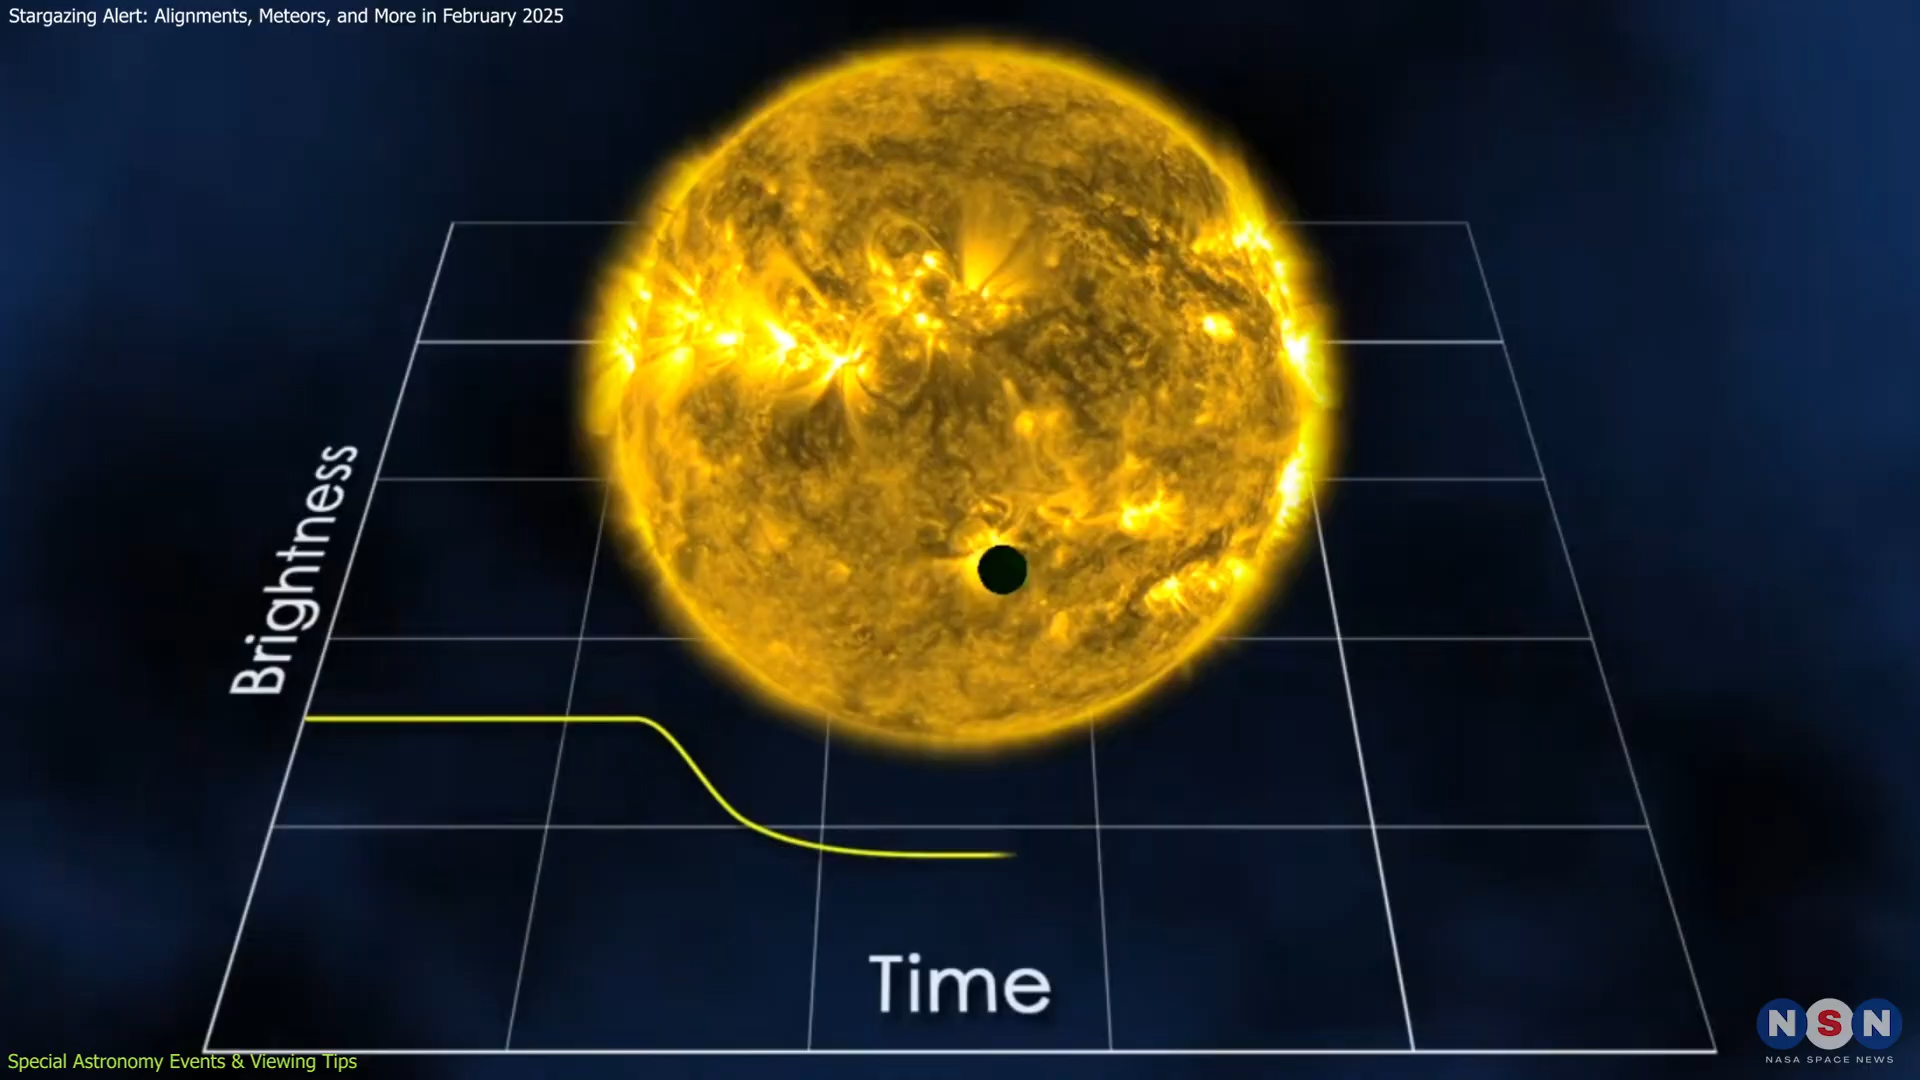 Stargazing Alert: Alignments, Meteors, and More in February 2025
Brightness
Time
Special Astronomy Events & Viewing Tips
NSN
NASA SPACE NEWS